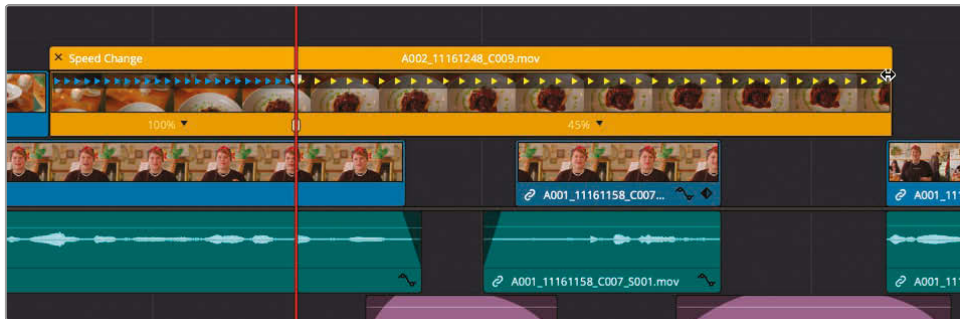 × Speed Change A002_11161248_C009.mov
100% ▼ 45% ▼
A001_11161158_C007...
A001_11
A001_11161158_C007_S001.mov
A001_11